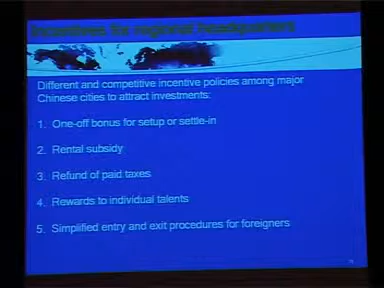 Incentives for regional headquarters
Different and competitive incentive policies among major
Chinese cities to attract investments:
1. One-off bonus for setup or settle-in
2. Rental subsidy
3. Refund of paid taxes
4. Rewards to individual talents
5. Simplified entry and exit procedures for foreigners